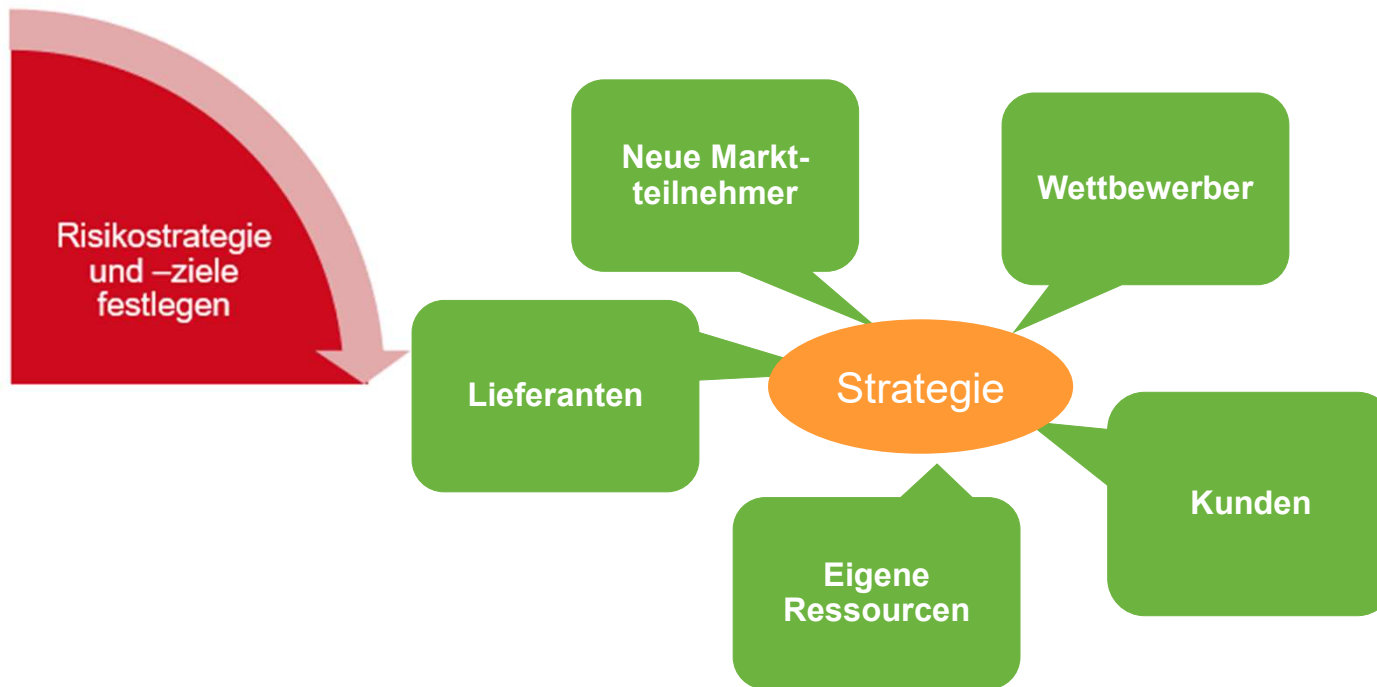 Risikostrategie
und –ziele
festlegen
Neue Markt-
teilnehmer
Wettbewerber
Lieferanten
Strategie
Kunden
Eigene
Ressourcen